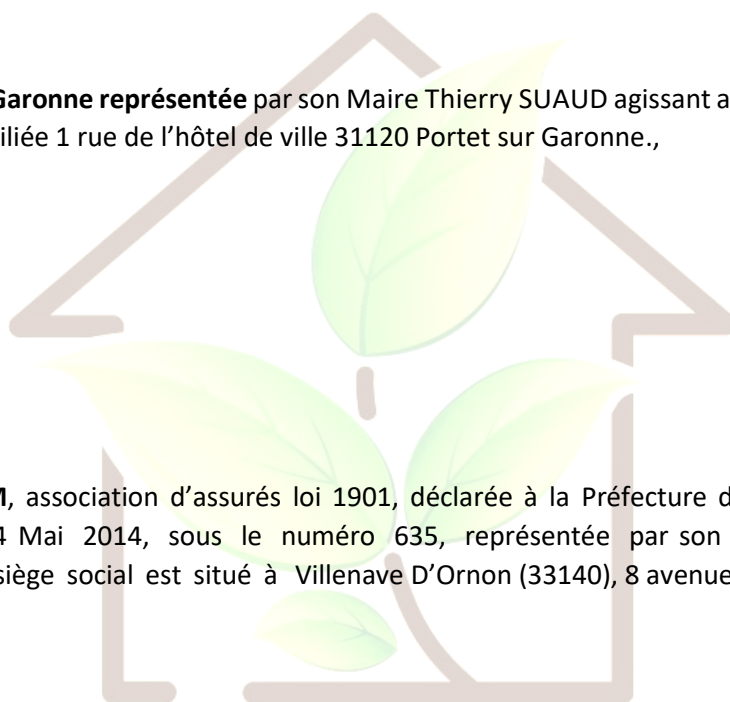 Garonne représentée par son Maire Thierry SUAUD agissant a
iliée 1 rue de l’hôtel de ville 31120 Portet sur Garonne.,
, association d’assurés loi 1901, déclarée à la Préfecture d
4 Mai 2014, sous le numéro 635, représentée par son
siège social est situé à Villenave D’Ornon (33140), 8 avenue